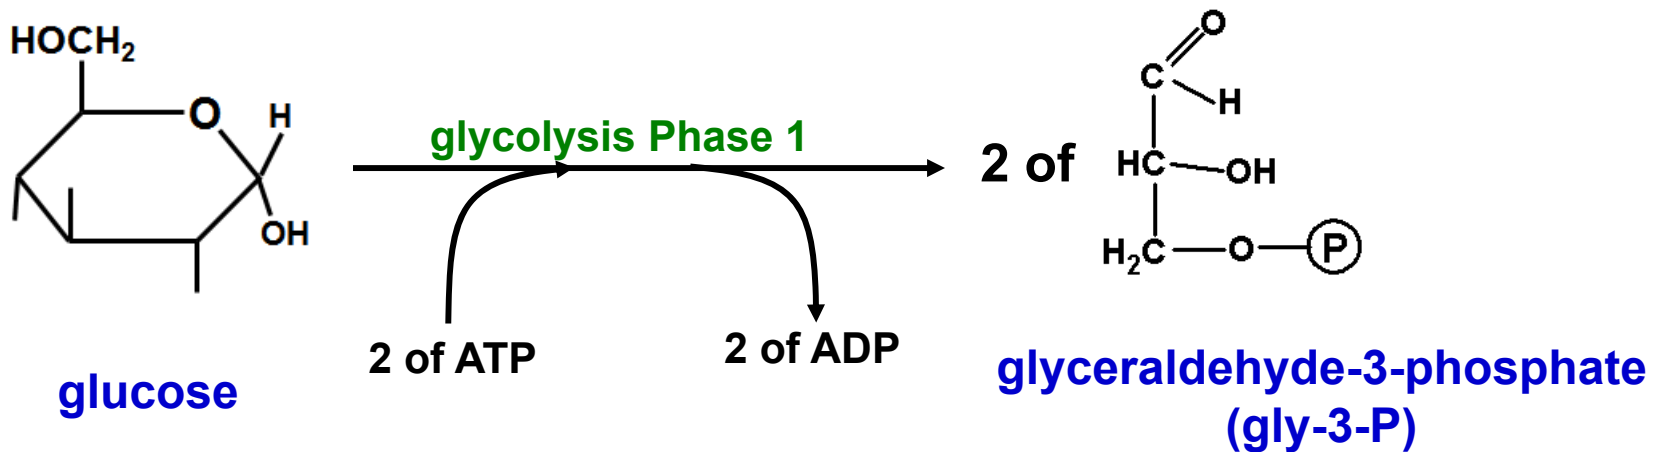 HOCH₂
O
H
OH
glucose
glycolysis Phase 1
2 of ATP
2 of ADP
2 of
O
C
H
HC
OH
H₂C
O
P
glyceraldehyde-3-phosphate
(gly-3-P)